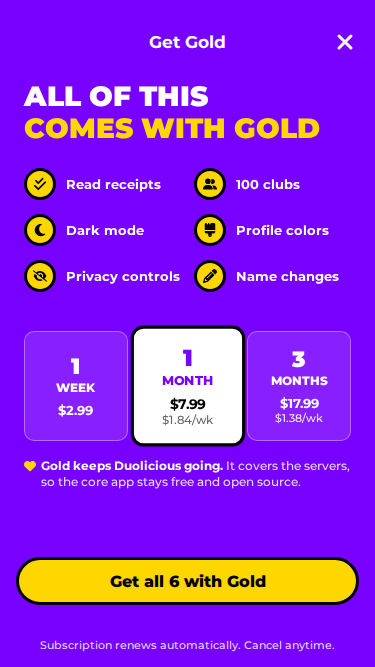 Get Gold
ALL OF THIS
COMES WITH GOLD
Read receipts
100 clubs
Dark mode
Profile colors
Privacy controls
Name changes
1
WEEK
$2.99
1
MONTH
$7.99
$1.84/wk
3
MONTHS
$17.99
$1.38/wk
Gold keeps Duolicious going. It covers the servers,
so the core app stays free and open source.
Get all 6 with Gold
Subscription renews automatically. Cancel anytime.